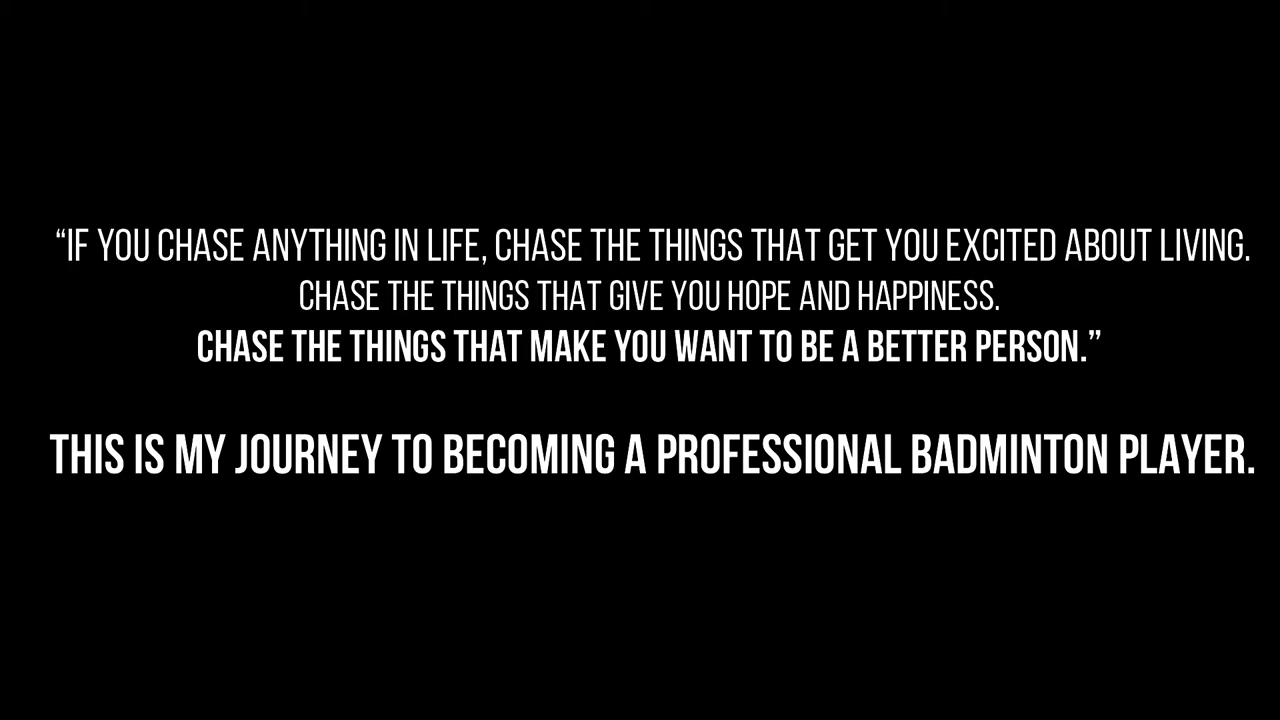 “IF YOU CHASE ANYTHING IN LIFE, CHASE THE THINGS THAT GET YOU EXCITED ABOUT LIVING.
CHASE THE THINGS THAT GIVE YOU HOPE AND HAPPINESS.
CHASE THE THINGS THAT MAKE YOU WANT TO BE A BETTER PERSON.”
THIS IS MY JOURNEY TO BECOMING A PROFESSIONAL BADMINTON PLAYER.